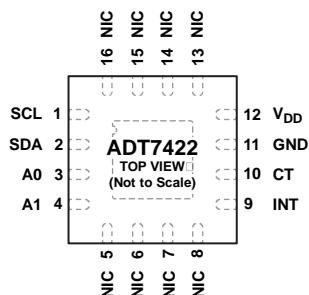 16 NIC
15 NIC
14 NIC
13 NIC
SCL 1
SDA 2
A0 3
A1 4
ADT7422
TOP VIEW
(Not to Scale)
12 VDD
11 GND
10 CT
9 INT
NIC 5
NIC 6
NIC 7
NIC 8